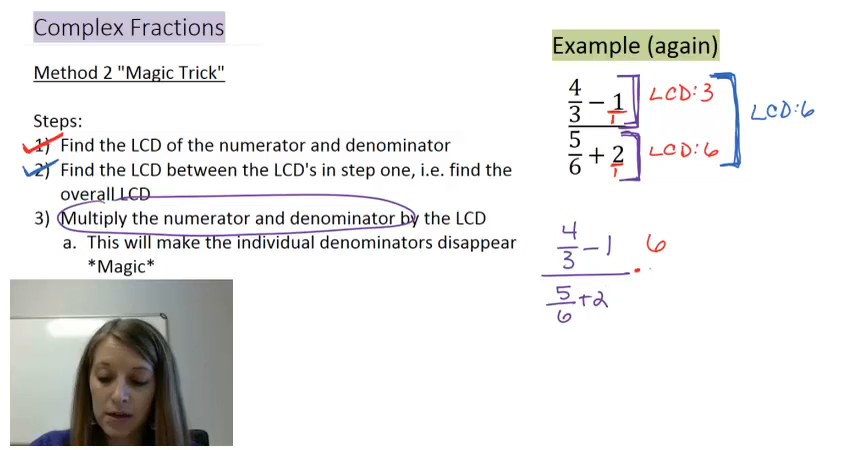 Complex Fractions
Method 2 "Magic Trick"
Steps:
1) Find the LCD of the numerator and denominator
2) Find the LCD between the LCD's in step one, i.e. find the
overall LCD
3) Multiply the numerator and denominator by the LCD
a. This will make the individual denominators disappear
*Magic*
Example (again)
4
3 − 1
1
LCD:3
5
6 + 2
1
LCD:6
LCD:6
4
3 − 1
6
·
5
6 + 2